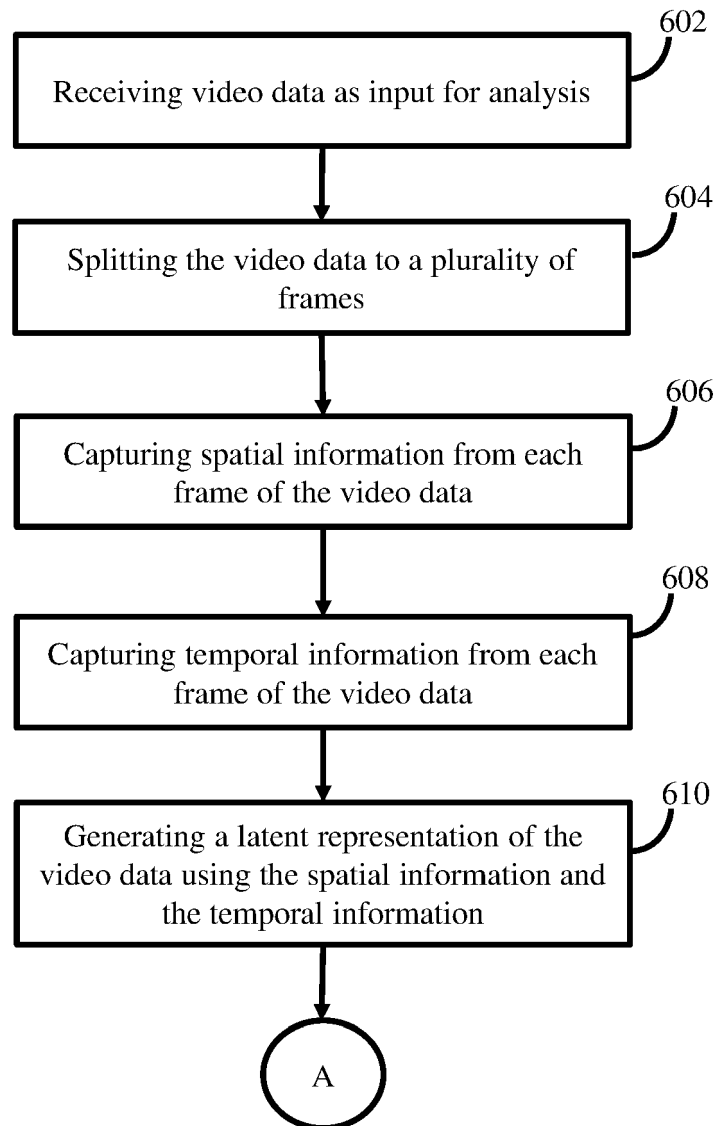 602
Receiving video data as input for analysis
604
Splitting the video data to a plurality of
frames
606
Capturing spatial information from each
frame of the video data
608
Capturing temporal information from each
frame of the video data
610
Generating a latent representation of the
video data using the spatial information and
the temporal information
A